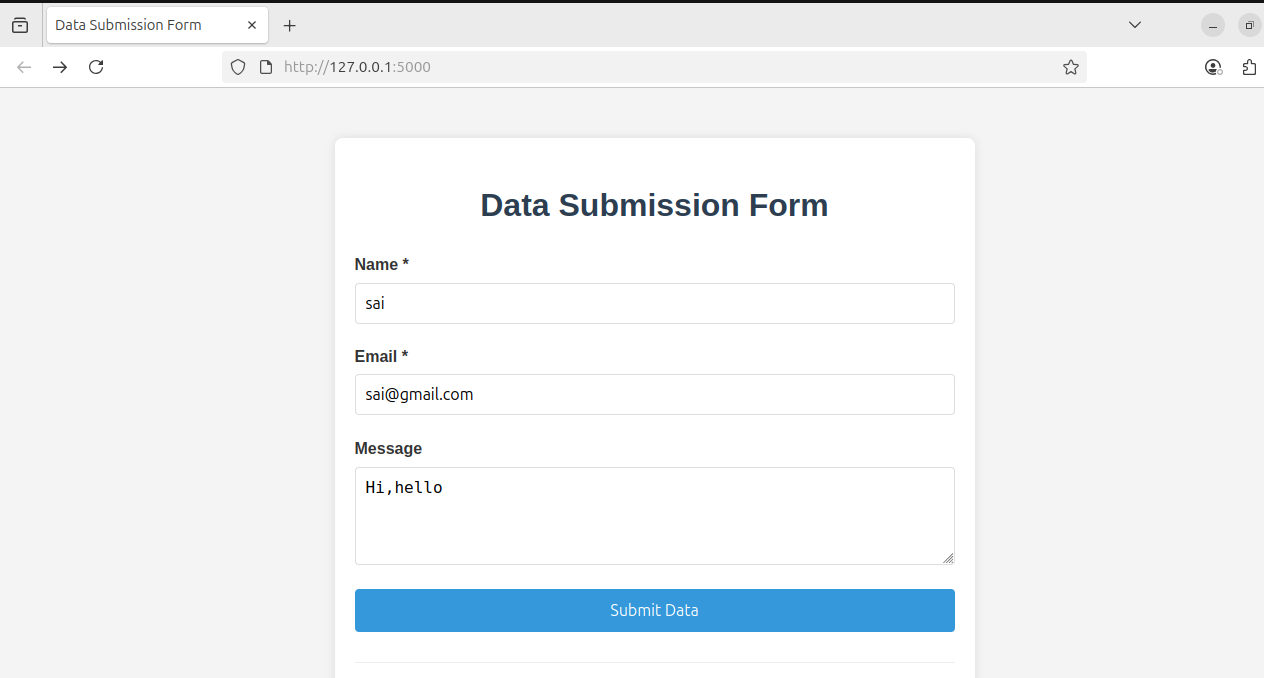 Data Submission Form
http://127.0.0.1:5000
Data Submission Form
Name *
sai
Email *
sai@gmail.com
Message
Hi,hello
Submit Data